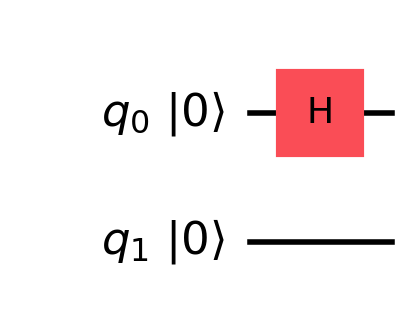 q₀ |0⟩ H
q₁ |0⟩